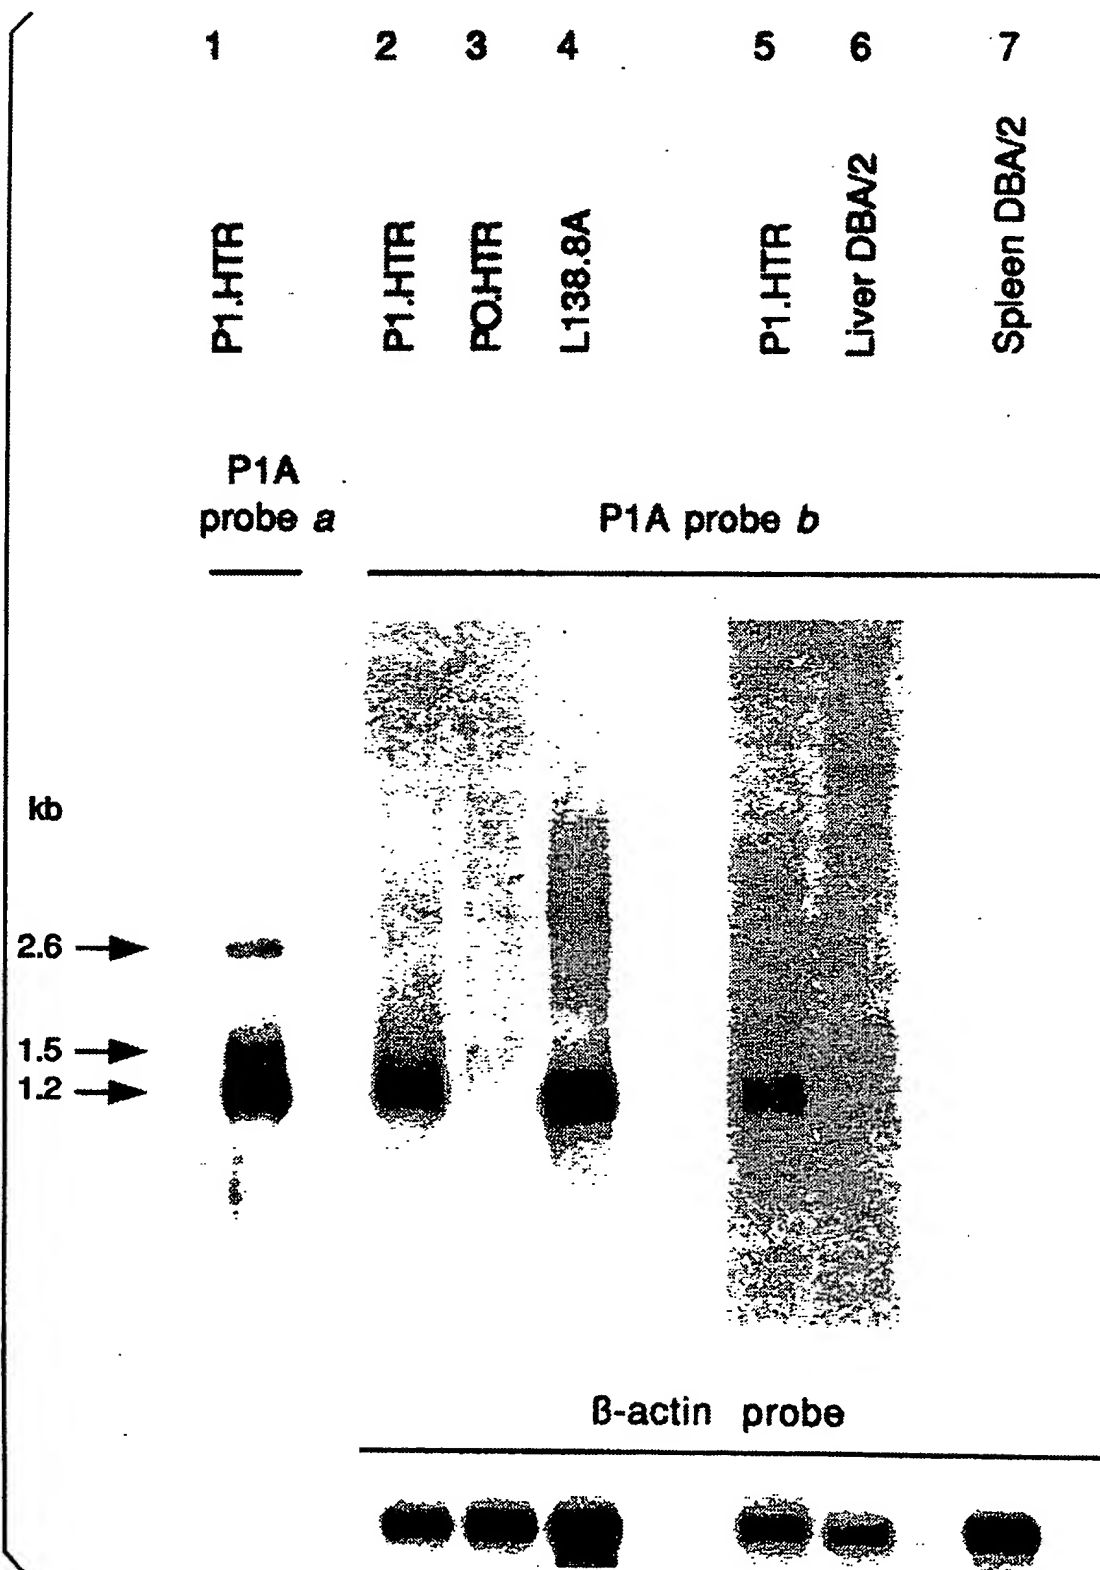 1 2 3 4 5 6 7
P1.HTR P1.HTR PO.HTR L138.8A P1.HTR Liver DBA/2 Spleen DBA/2
P1A
probe a P1A probe b
kb
2.6
1.5
1.2
ß-actin probe